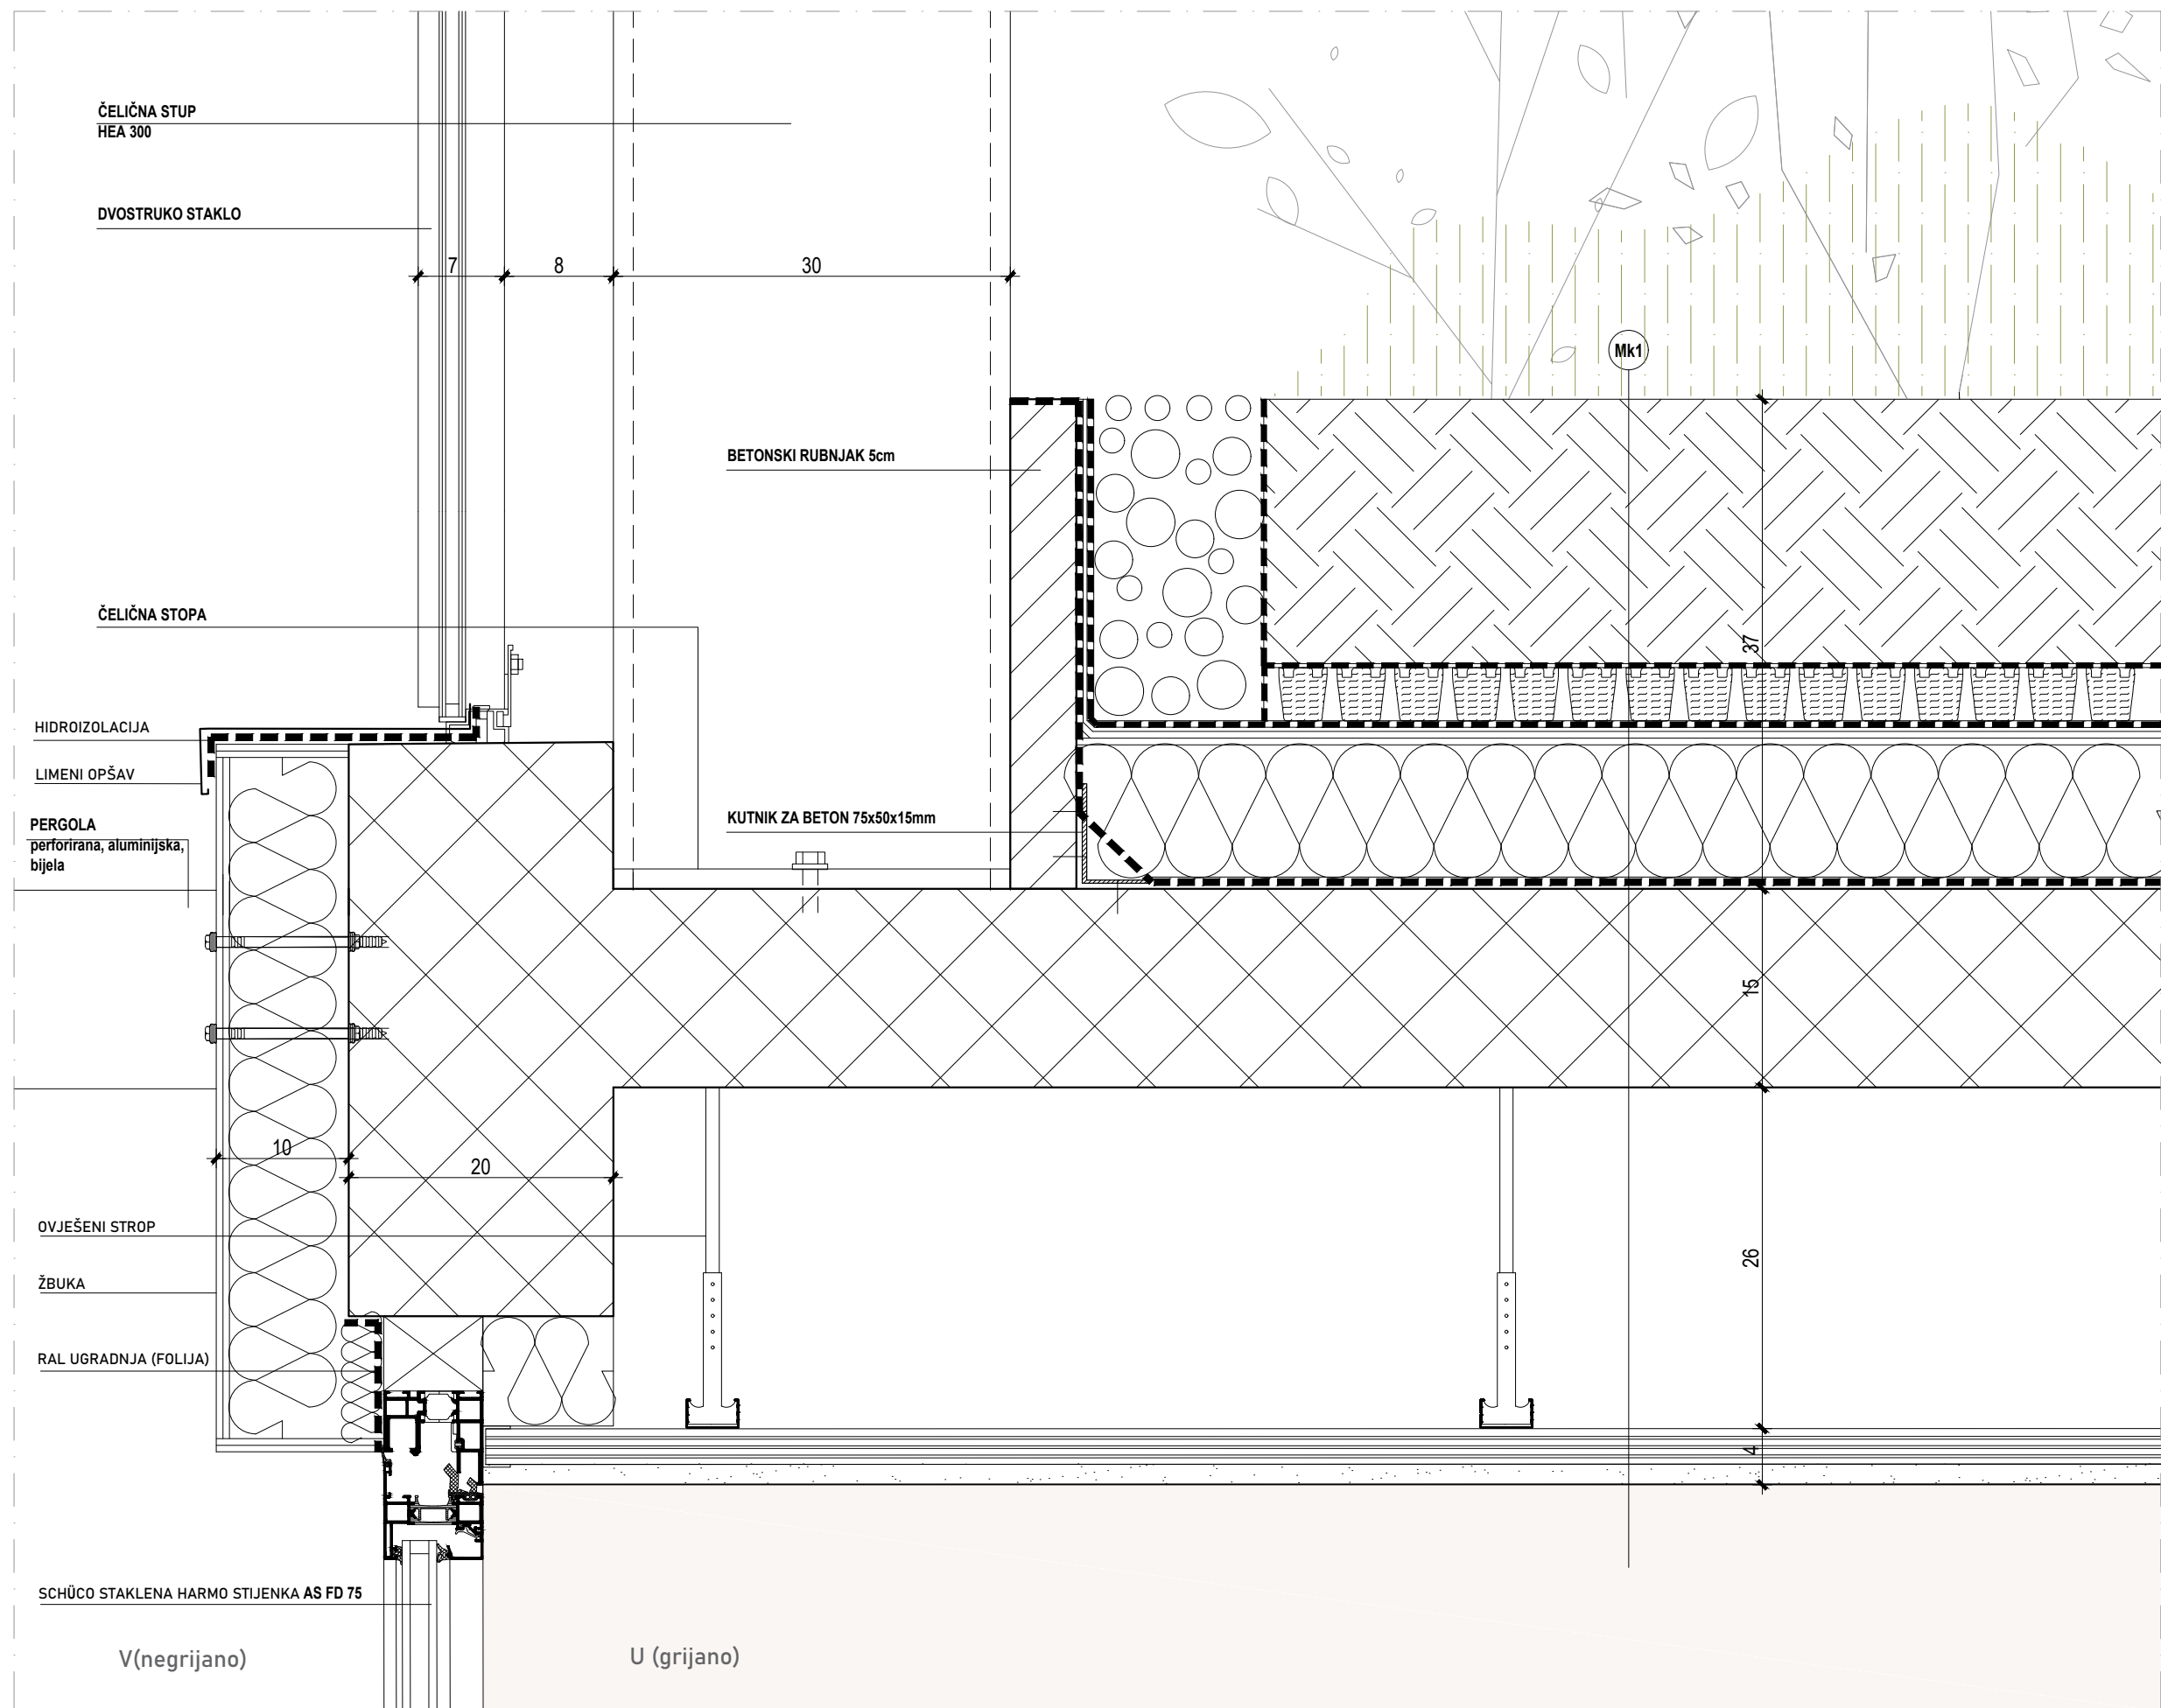 ČELIČNA STUP
HEA 300
DVOSTRUKO STAKLO
7
8
30
Mk1
BETONSKI RUBNJAK 5cm
ČELIČNA STOPA
37
HIDROIZOLACIJA
LIMENI OPŠAV
PERGOLA
perforirana, aluminijska,
bijela
KUTNIK ZA BETON 75x50x15mm
15
10
20
OVJEŠENI STROP
26
ŽBUKA
RAL UGRADNJA (FOLIJA)
4
SCHÜCO STAKLENA HARMO STIJENKA AS FD 75
V(negrijano)
U (grijano)